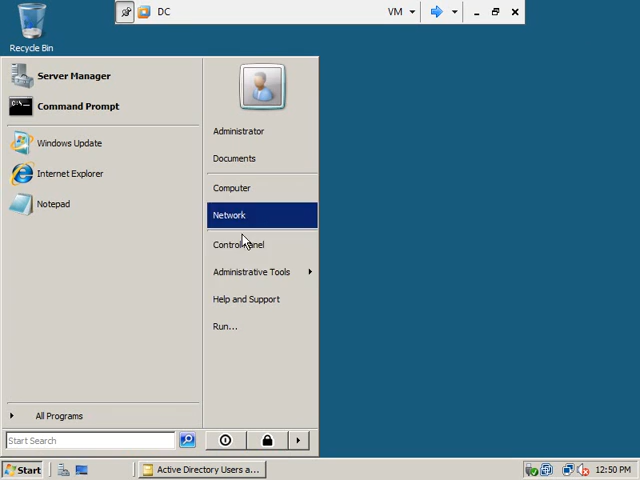 DC
VM
Recycle Bin
Server Manager
Command Prompt
Windows Update
Internet Explorer
Notepad
All Programs
Start Search
Administrator
Documents
Computer
Network
Control Panel
Administrative Tools
Help and Support
Run...
Start
Active Directory Users a...
12:50 PM